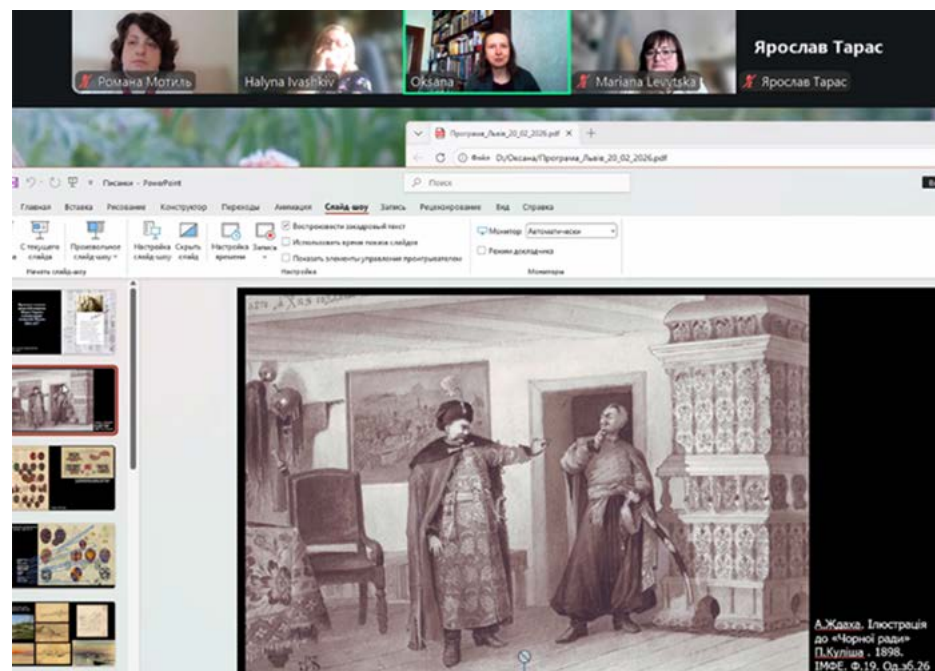 Романа Мотиль
Halyna Ivashkiv
Oksana
Mariana Levytska
Ярослав Тарас
Ярослав Тарас
Програма_Львів_20_02_2026.pdf
Файл D:/Оксана/Програма_Львів_20_02_2026.pdf
Писанки - PowerPoint
Поиск
Главная Вставка Рисование Конструктор Переходы Анимация Слайд-шоу Запись Рецензирование Вид Справка
С текущего слайда
Произвольное слайд-шоу
Настройка слайд-шоу
Скрыть слайд
Настройка времени
Запись
Воспроизвести закадровый текст
Использовать время показа слайдов
Показать элементы управления проигрывателем
Монитор Автоматически
Режим докладчика
Начать слайд-шоу
Настройка
Мониторы
А.Ждаха. Ілюстрація
до «Чорної ради»
П.Куліша . 1898.
ІМФЕ. Ф.19. Од.зб.26